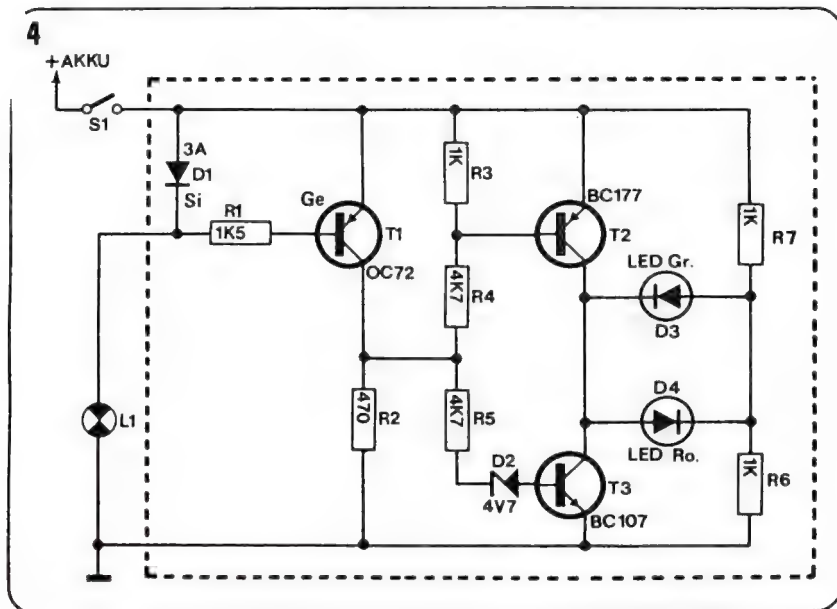 4
+AKKU
S1
3A
D1
Si
R1
1K5
Ge
T1
OC72
1K
R3
BC177
T2
4K7
R4
1K
R7
LED Gr.
D3
L1
470
R2
4K7
R5
D2
4V7
D4
LED Ro.
T3
BC107
1K
R6